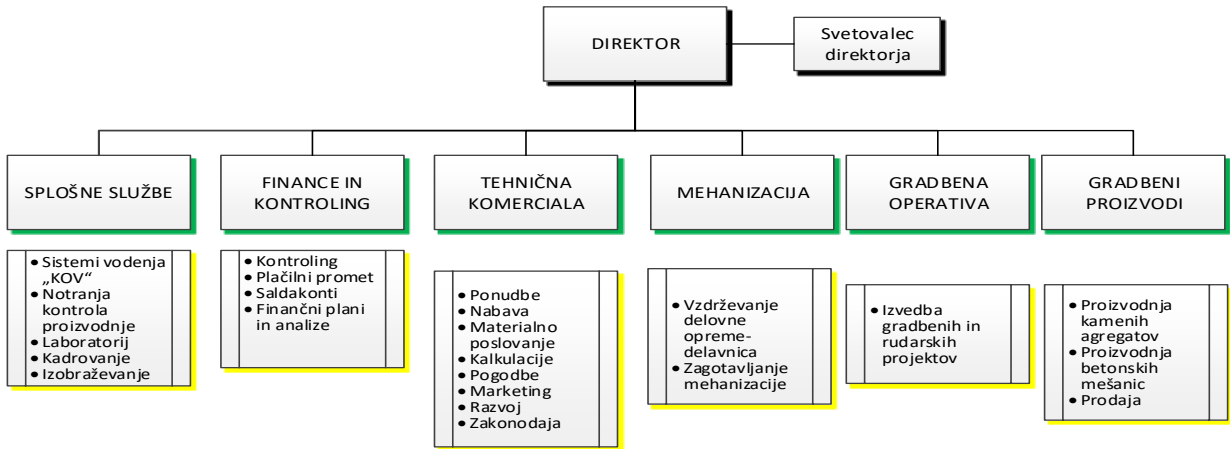 DIREKTOR
Svetovalec
direktorja
SPLOŠNE SLUŽBE
FINANCE IN
KONTROLING
TEHNIČNA
KOMERCIALA
MEHANIZACIJA
GRADBENA
OPERATIVA
GRADBENI
PROIZVODI
• Sistemi vodenja
„KOV“
• Notranja
kontrola
proizvodnje
• Laboratorij
• Kadrovanje
• Izobraževanje
• Kontroling
• Plačilni promet
• Saldakonti
• Finančni plani
in analize
• Ponudbe
• Nabava
• Materialno
poslovanje
• Kalkulacije
• Pogodbe
• Marketing
• Razvoj
• Zakonodaja
• Vzdrževanje
delovne
opreme-
delavnica
• Zagotavljanje
mehanizacije
• Izvedba
gradbenih in
rudarskih
projektov
• Proizvodnja
kamenih
agregatov
• Proizvodnja
betonskih
mešanic
• Prodaja